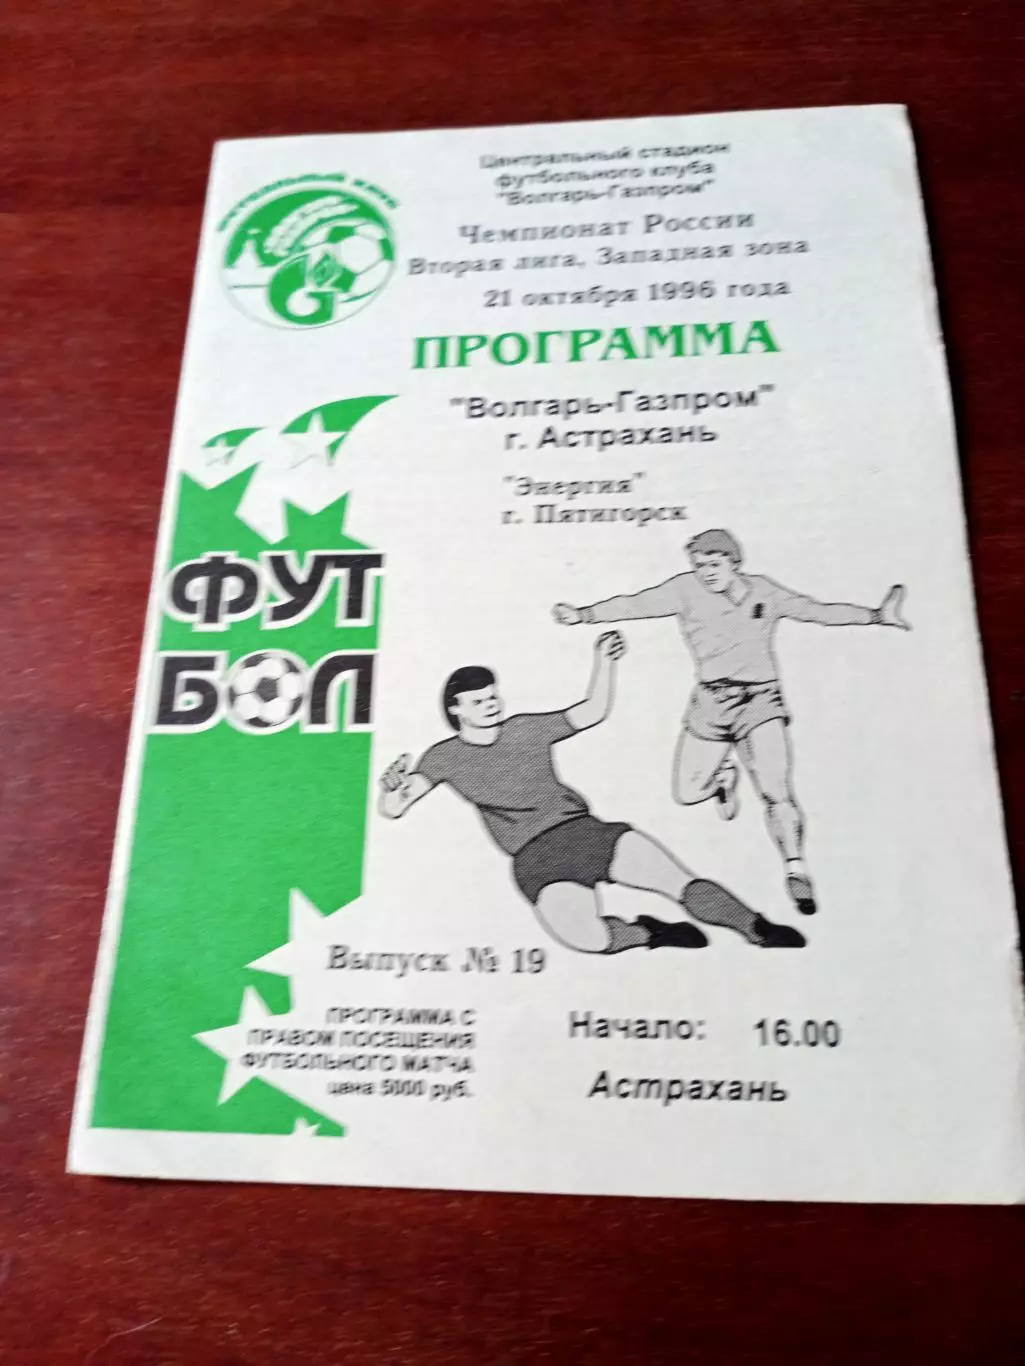 Центральный стадион
футбольного клуба
"Волгарь-Газпром"
Чемпионат России
Вторая лига, Западная зона
21 октября 1996 года
ПРОГРАММА
"Волгарь-Газпром"
г. Астрахань
"Энергия"
г. Пятигорск
ФУТ
БОЛ
Выпуск № 19
ПРОГРАММА С
ПРАВОМ ПОСЕЩЕНИЯ
ФУТБОЛЬНОГО МАТЧА
цена 5000 руб.
Начало: 16.00
Астрахань